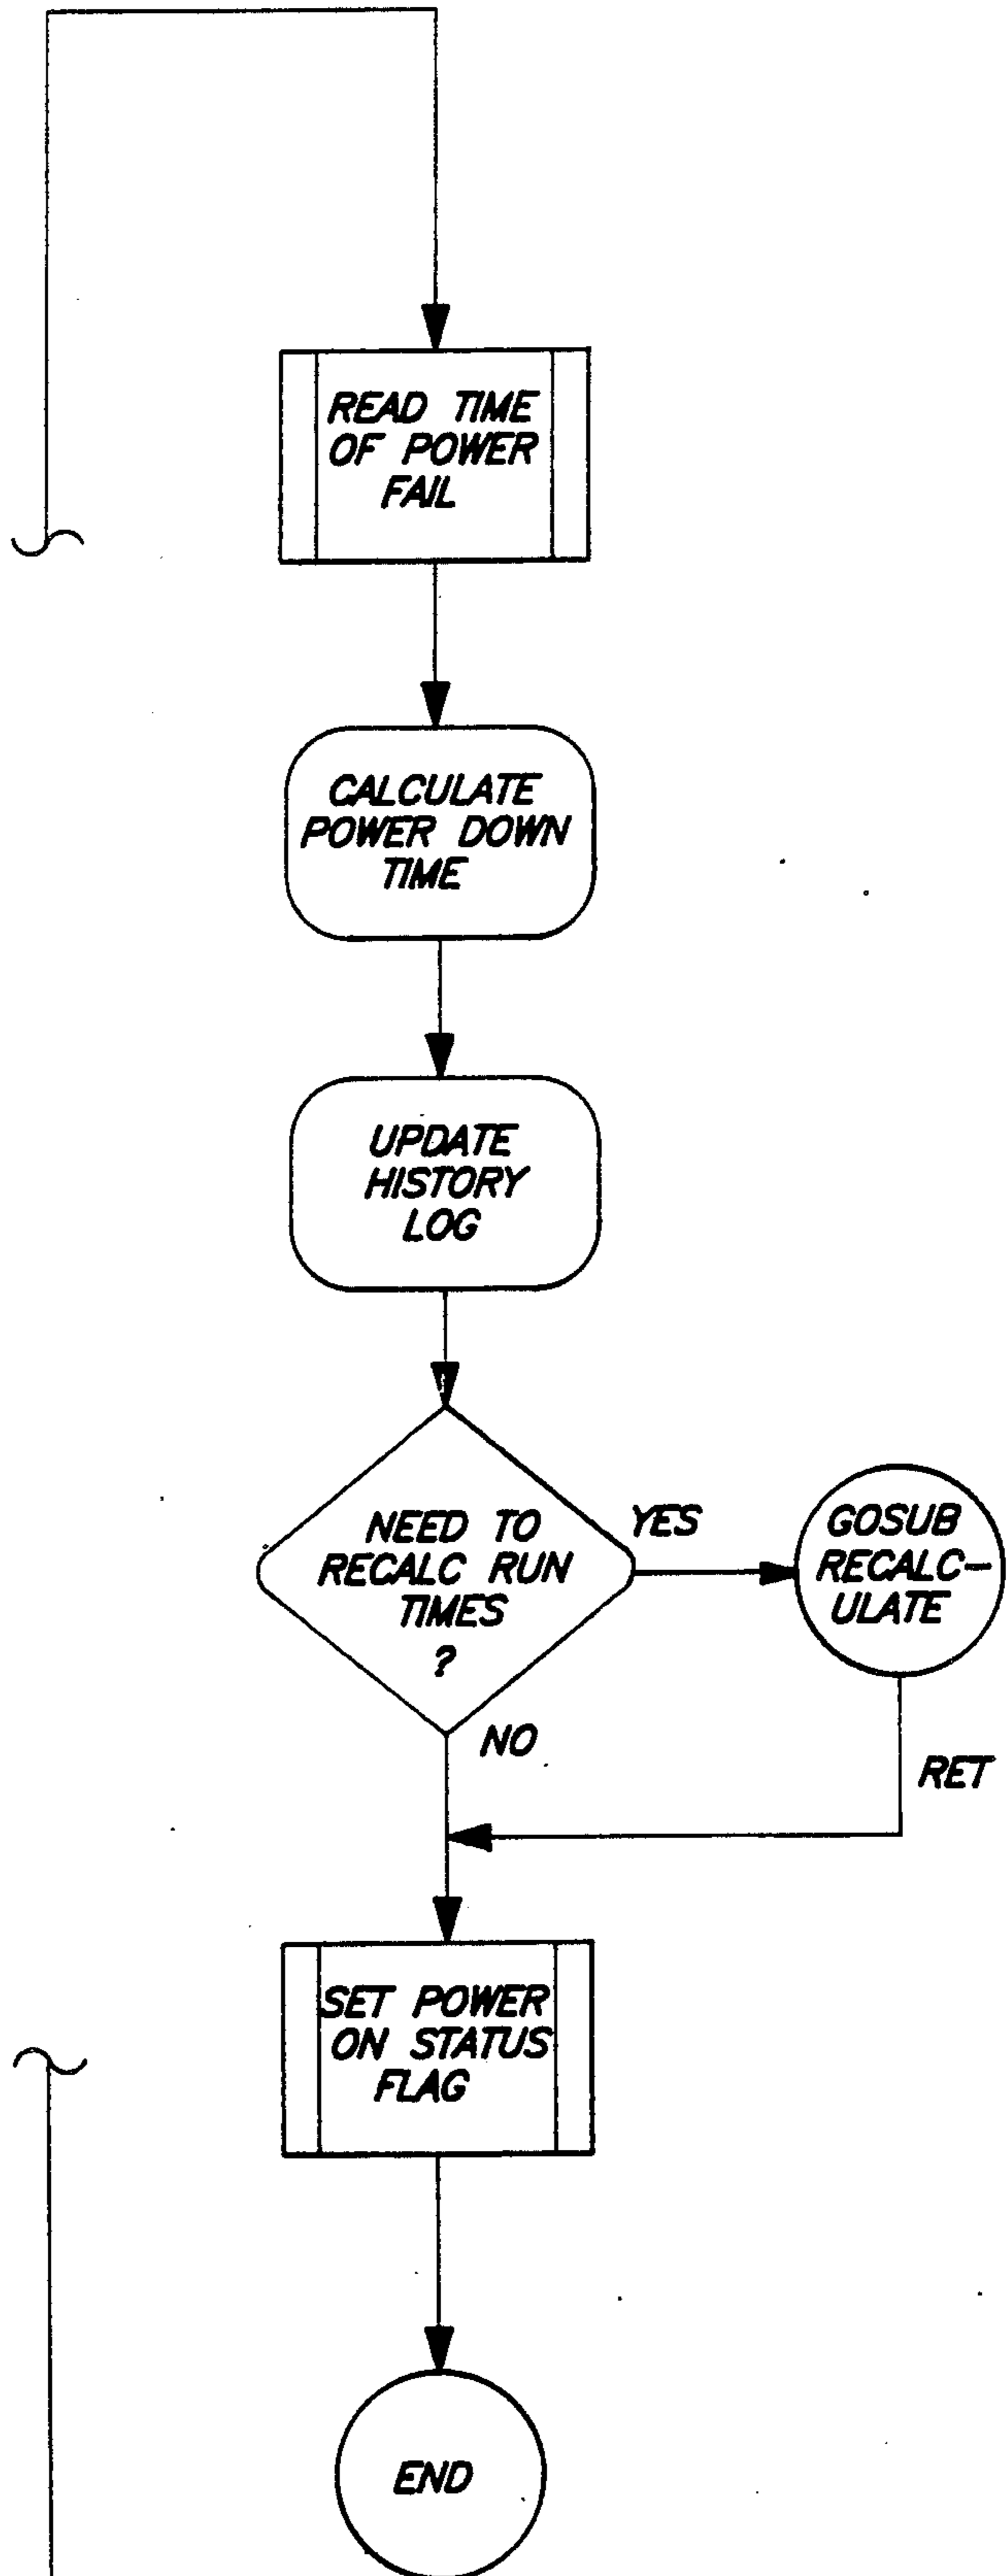 READ TIME
OF POWER
FAIL
CALCULATE
POWER DOWN
TIME
UPDATE
HISTORY
LOG
NEED TO
RECALC RUN
TIMES
?
YES
GOSUB
RECALC-
ULATE
NO
RET
SET POWER
ON STATUS
FLAG
END